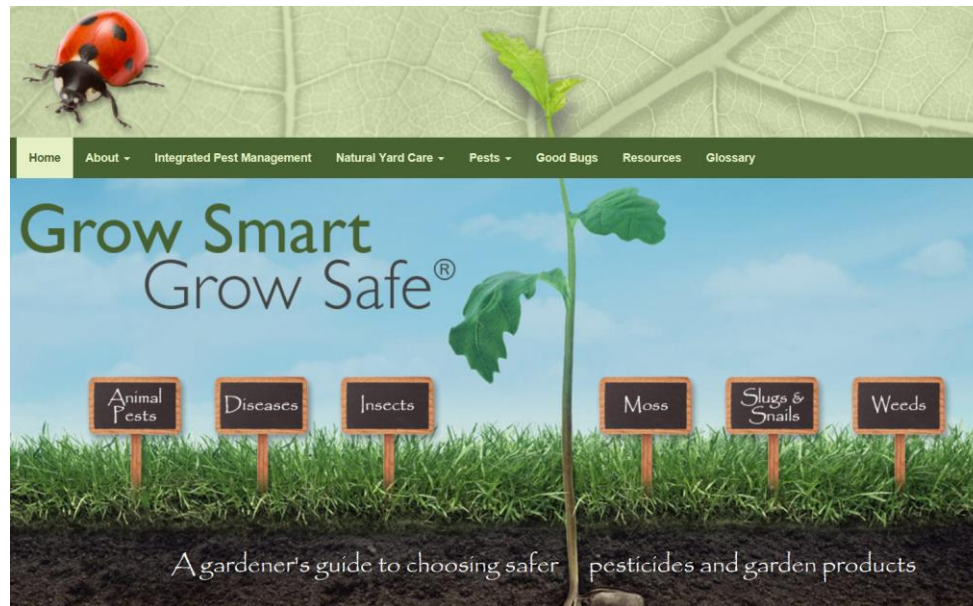 Home About Integrated Pest Management Natural Yard Care Pests Good Bugs Resources Glossary
Grow Smart
Grow Safe®
Animal
Pests
Diseases
Insects
Moss
Slugs &
Snails
Weeds
A gardener's guide to choosing safer pesticides and garden products